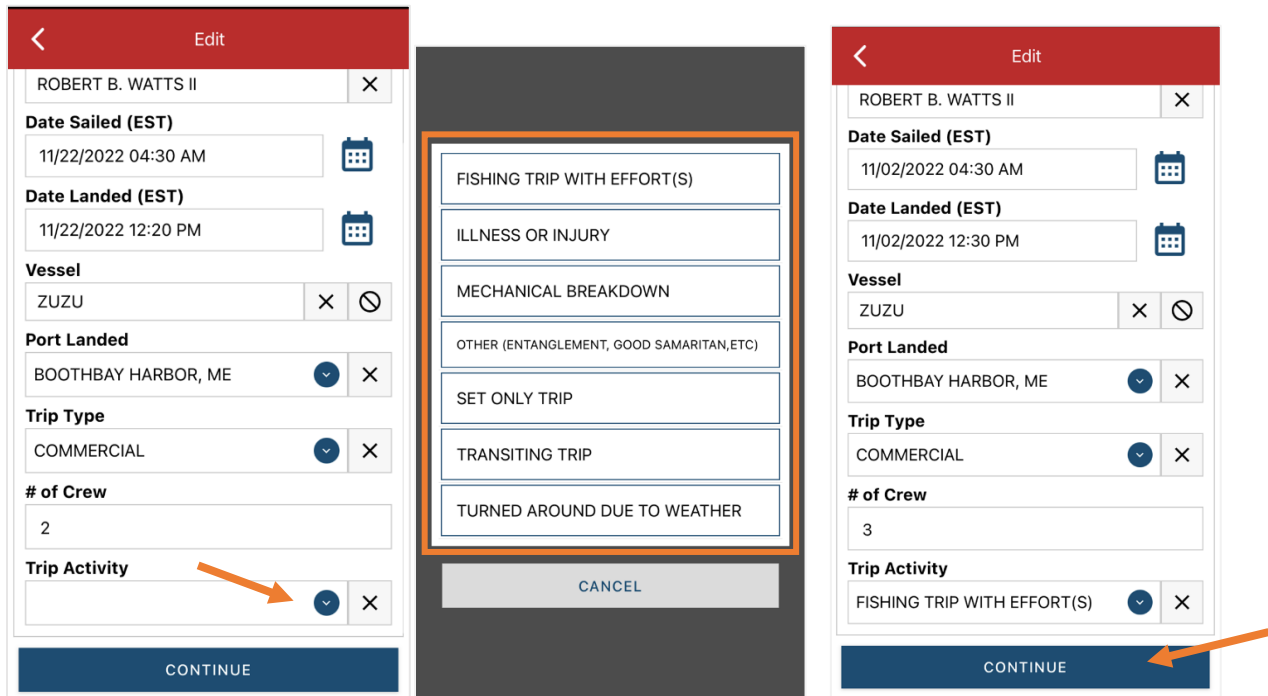 Edit
ROBERT B. WATTS II
Date Sailed (EST)
11/22/2022 04:30 AM
Date Landed (EST)
11/22/2022 12:20 PM
Vessel
ZUZU
Port Landed
BOOTHBAY HARBOR, ME
Trip Type
COMMERCIAL
# of Crew
2
Trip Activity
CONTINUE
FISHING TRIP WITH EFFORT(S)
ILLNESS OR INJURY
MECHANICAL BREAKDOWN
OTHER (ENTANGLEMENT, GOOD SAMARITAN,ETC)
SET ONLY TRIP
TRANSITING TRIP
TURNED AROUND DUE TO WEATHER
CANCEL
Edit
ROBERT B. WATTS II
Date Sailed (EST)
11/02/2022 04:30 AM
Date Landed (EST)
11/02/2022 12:30 PM
Vessel
ZUZU
Port Landed
BOOTHBAY HARBOR, ME
Trip Type
COMMERCIAL
# of Crew
3
Trip Activity
FISHING TRIP WITH EFFORT(S)
CONTINUE